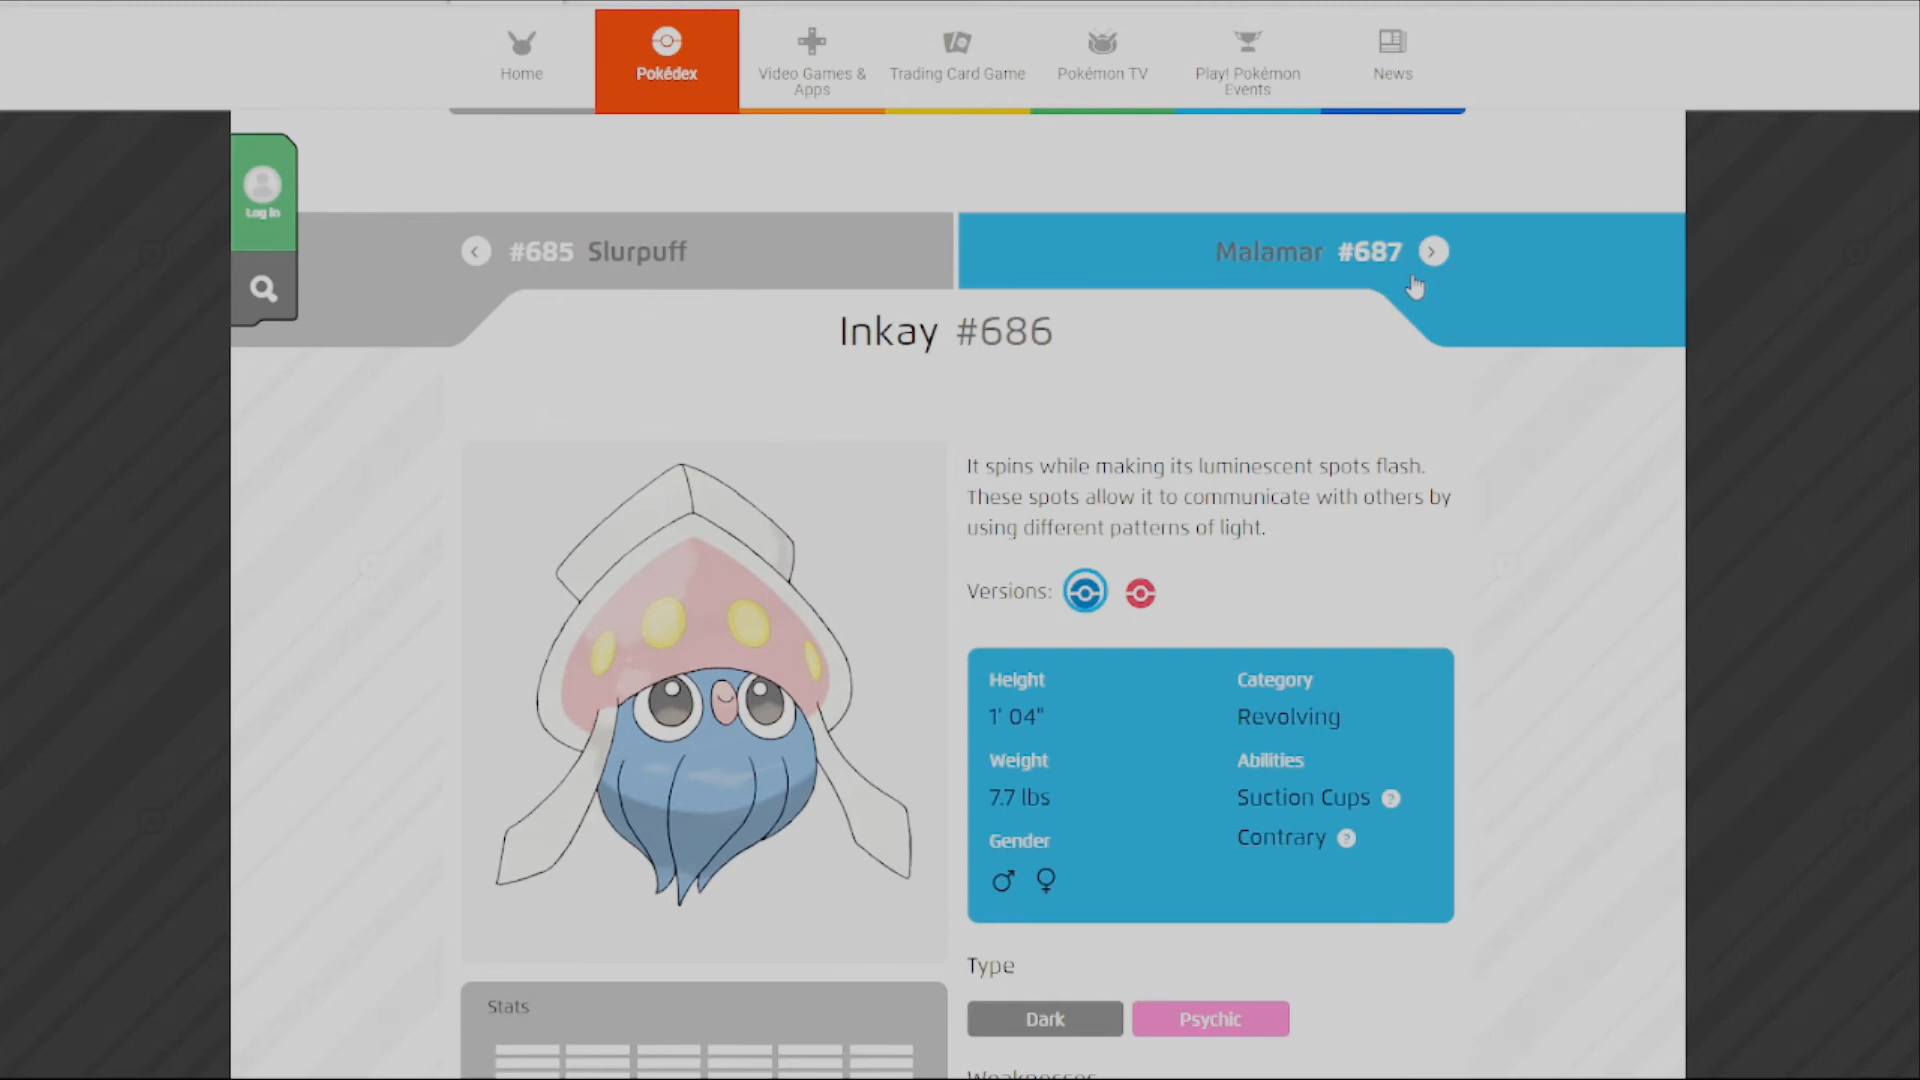 Home
Pokédex
Video Games &
Apps
Trading Card Game
Pokémon TV
Play! Pokémon
Events
News
Log in
#685 Slurpuff
Malamar #687
Inkay #686
It spins while making its luminescent spots flash.
These spots allow it to communicate with others by
using different patterns of light.
Versions:
Height
1' 04"
Weight
7.7 lbs
Gender
Category
Revolving
Abilities
Suction Cups ?
Contrary ?
Type
Dark
Psychic
Stats
Weaknesses